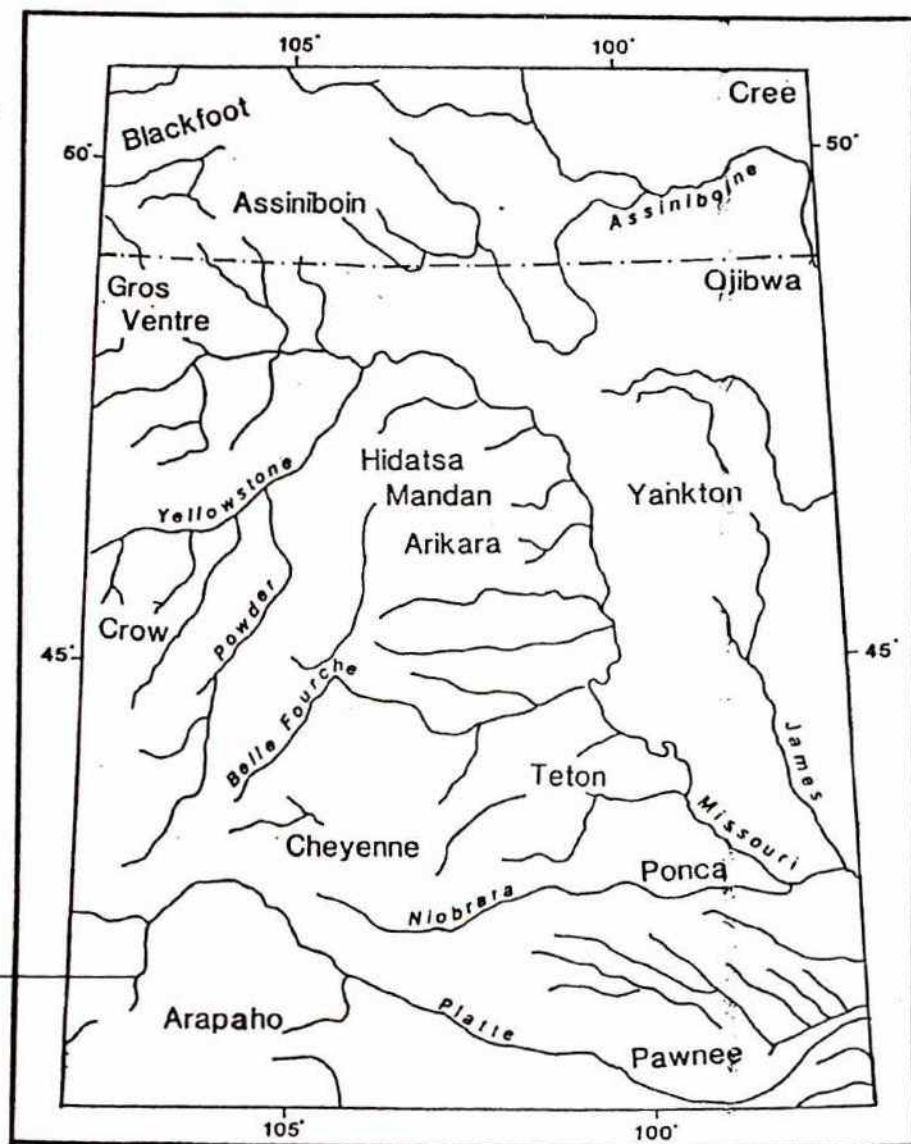 105°
100°
Cree
Blackfoot
50°
50°
Assiniboine
Assiniboin
Ojibwa
Gros
Ventre
Hidatsa
Yellowstone
Mandan
Yankton
Arikara
Powder
Crow
45°
45°
Belle Fourche
James
Teton
Missouri
Cheyenne
Ponca
Niobrara
Arapaho
Platte
Pawnee
105°
100°